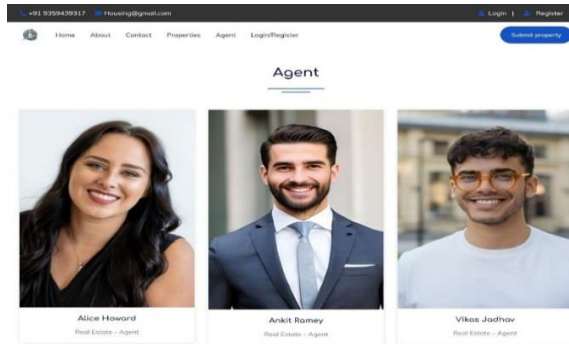 +91 9359439317 Housing@gmail.com Login | Register
Home About Contact Properties Agent Login/Register Submit property
Agent
Alice Howard Ankit Ramey Vikas Jadhav
Real Estate - Agent Real Estate - Agent Real Estate - Agent